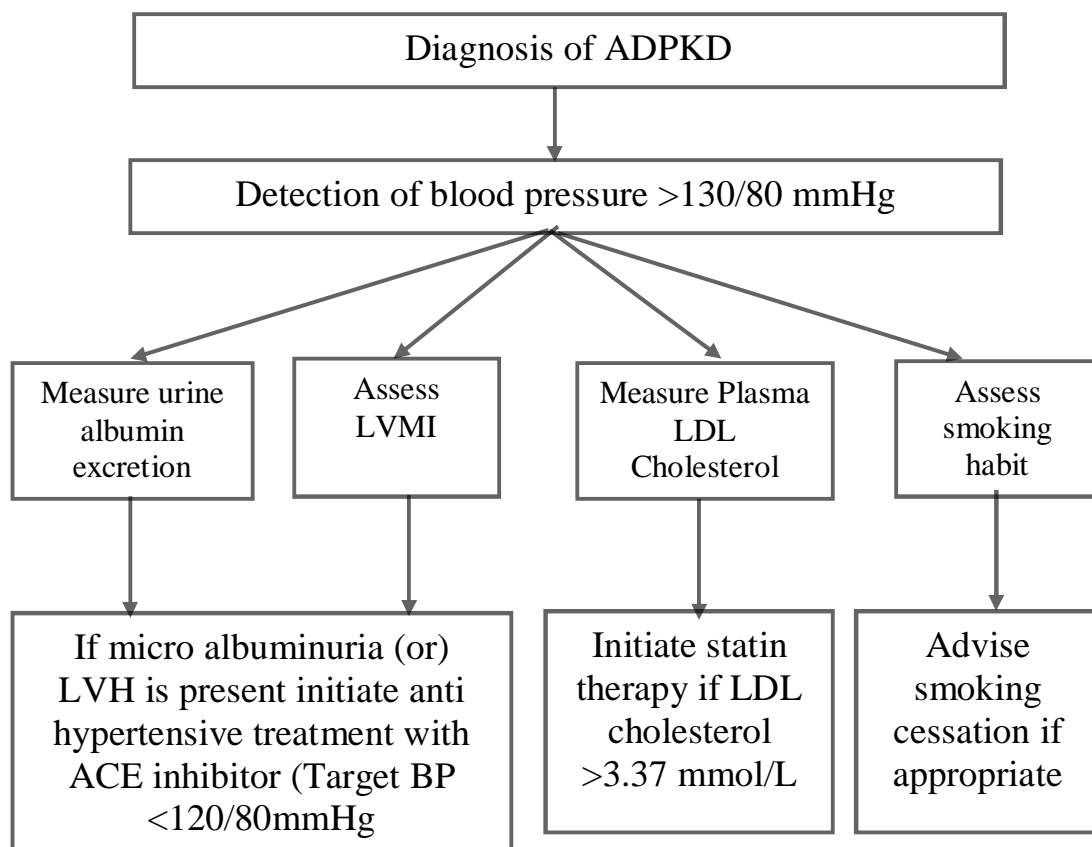 Diagnosis of ADPKD
Detection of blood pressure >130/80 mmHg
Measure urine
albumin
excretion
Assess
LVMI
Measure Plasma
LDL
Cholesterol
Assess
smoking
habit
If micro albuminuria (or)
LVH is present initiate anti
hypertensive treatment with
ACE inhibitor (Target BP
<120/80mmHg
Initiate statin
therapy if LDL
cholesterol
>3.37 mmol/L
Advise
smoking
cessation if
appropriate